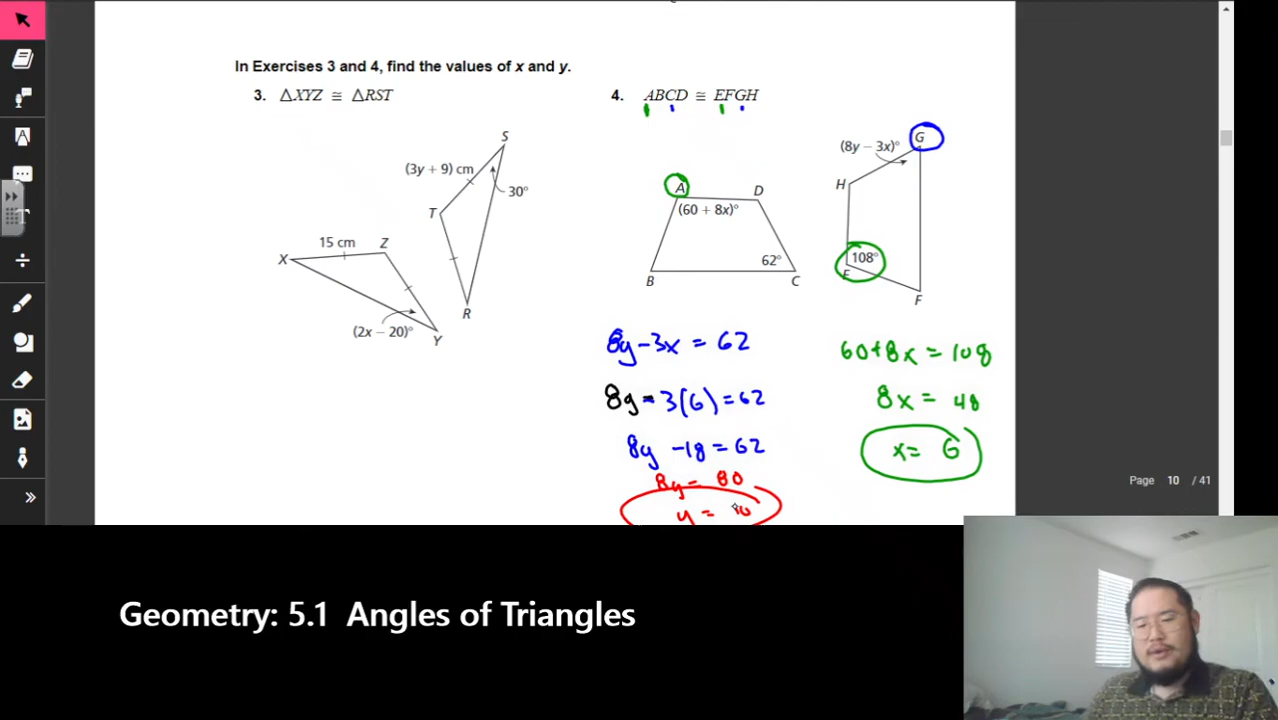 In Exercises 3 and 4, find the values of x and y.
3. △XYZ ≅ △RST
S
(3y + 9) cm
30°
T
15 cm
Z
X
R
(2x – 20)°
Y
4. ABCD ≅ EFGH
G
(8y – 3x)°
A
D
H
(60 + 8x)°
62°
108°
E
B
C
F
8y - 3x = 62
8y - 3(6) = 62
8y - 18 = 62
8y = 80
y = 10
60 + 8x = 108
8x = 48
x = 6
Page 10 / 41
Geometry: 5.1 Angles of Triangles